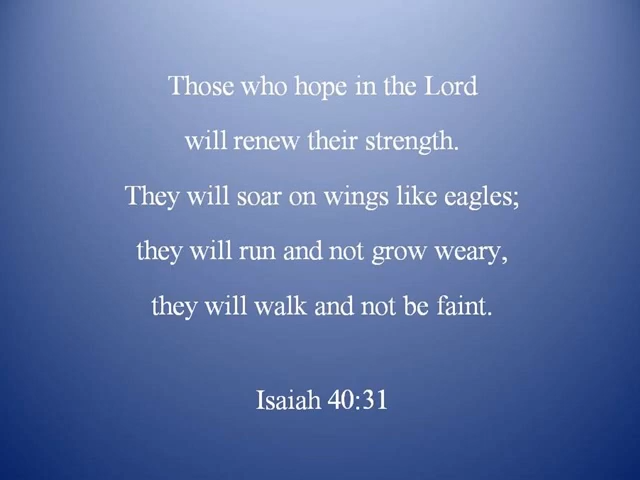 Those who hope in the Lord
will renew their strength.
They will soar on wings like eagles;
they will run and not grow weary,
they will walk and not be faint.
Isaiah 40:31